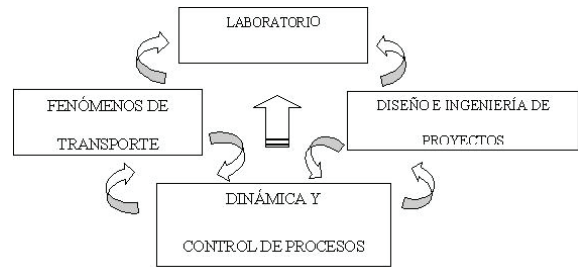 LABORATORIO
FENÓMENOS DE
TRANSPORTE
DISEÑO E INGENIERÍA DE
PROYECTOS
DINÁMICA Y
CONTROL DE PROCESOS